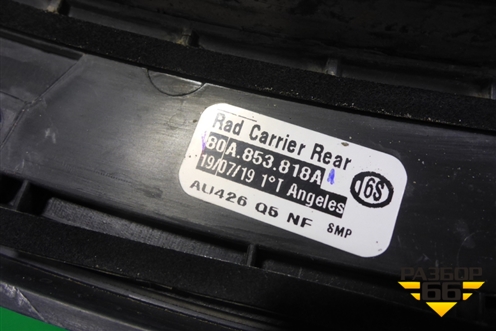 Rad Carrier Rear
80A.853.818A
19/07/19 1°T Angeles
16S
AU426 Q5 NF SMP
РАЗБОР
66